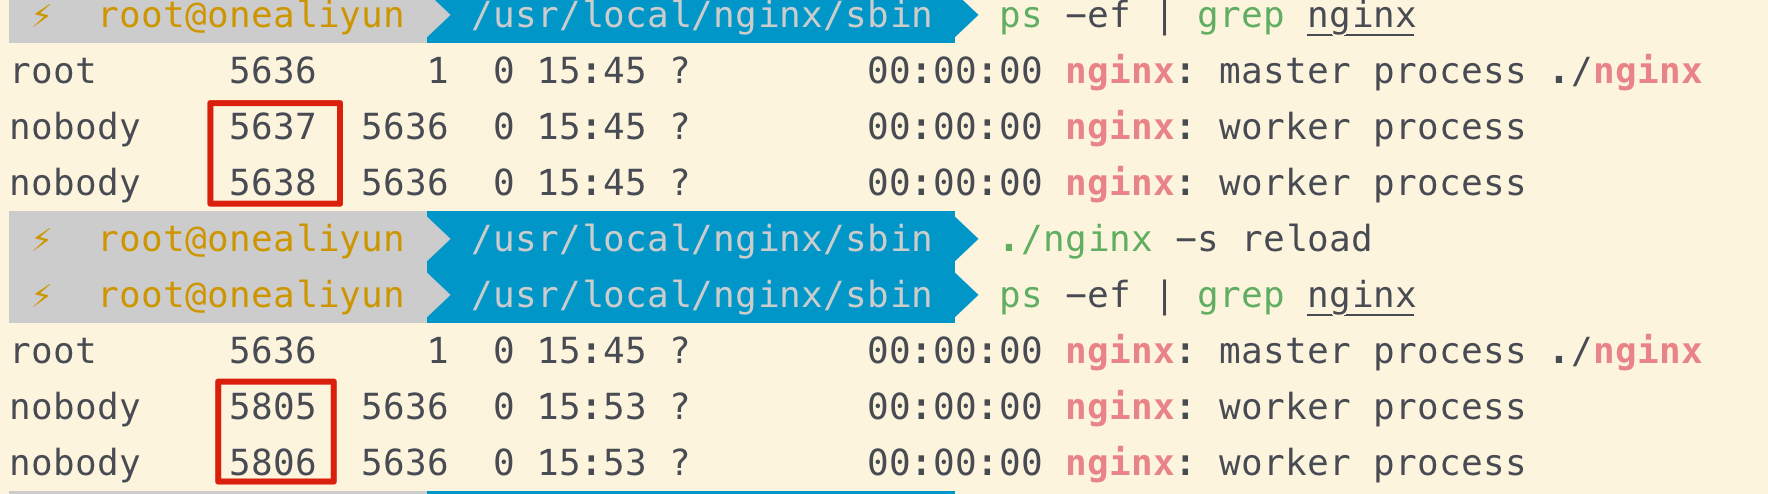 ⚡ root@onealiyun /usr/local/nginx/sbin ps -ef | grep nginx
root 5636 1 0 15:45 ? 00:00:00 nginx: master process ./nginx
nobody 5637 5636 0 15:45 ? 00:00:00 nginx: worker process
nobody 5638 5636 0 15:45 ? 00:00:00 nginx: worker process
⚡ root@onealiyun /usr/local/nginx/sbin ./nginx -s reload
⚡ root@onealiyun /usr/local/nginx/sbin ps -ef | grep nginx
root 5636 1 0 15:45 ? 00:00:00 nginx: master process ./nginx
nobody 5805 5636 0 15:53 ? 00:00:00 nginx: worker process
nobody 5806 5636 0 15:53 ? 00:00:00 nginx: worker process